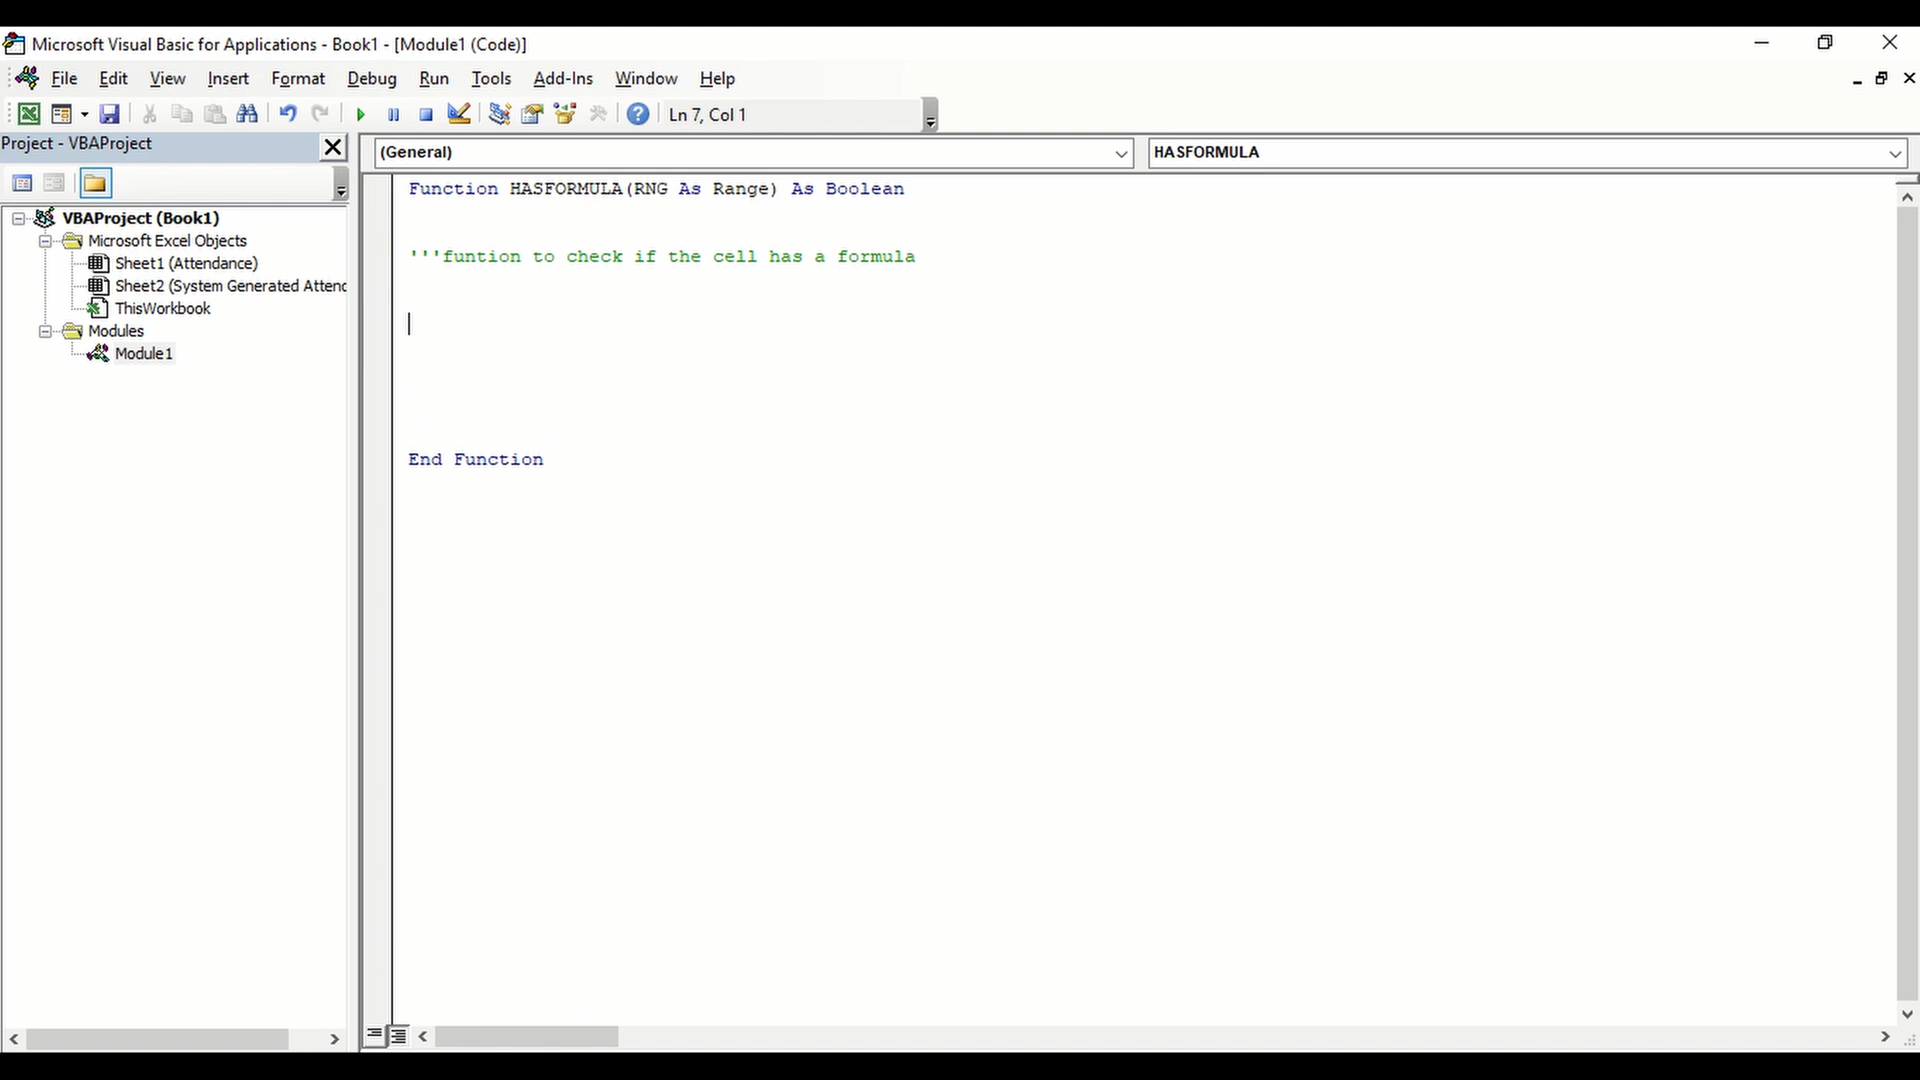 Microsoft Visual Basic for Applications - Book1 - [Module1 (Code)]
File Edit View Insert Format Debug Run Tools Add-Ins Window Help
Ln 7, Col 1
Project - VBAProject
(General)
HASFORMULA
VBAProject (Book1)
Microsoft Excel Objects
Sheet1 (Attendance)
Sheet2 (System Generated Attenc
ThisWorkbook
Modules
Module1
Function HASFORMULA(RNG As Range) As Boolean
'''funtion to check if the cell has a formula
End Function